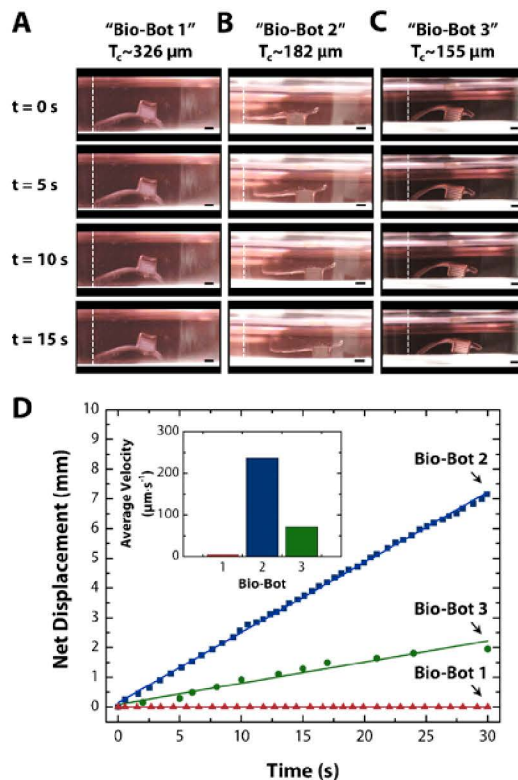 A "Bio-Bot 1" B "Bio-Bot 2" C "Bio-Bot 3"
Tc~326 μm Tc~182 μm Tc~155 μm
t = 0 s
t = 5 s
t = 10 s
t = 15 s
D
Net Displacement (mm)
10
9
8
7
6
5
4
3
2
1
0
Average Velocity
(μm·s⁻¹)
300
200
100
0
1 2 3
Bio-Bot
Bio-Bot 2
Bio-Bot 3
Bio-Bot 1
0 5 10 15 20 25 30
Time (s)